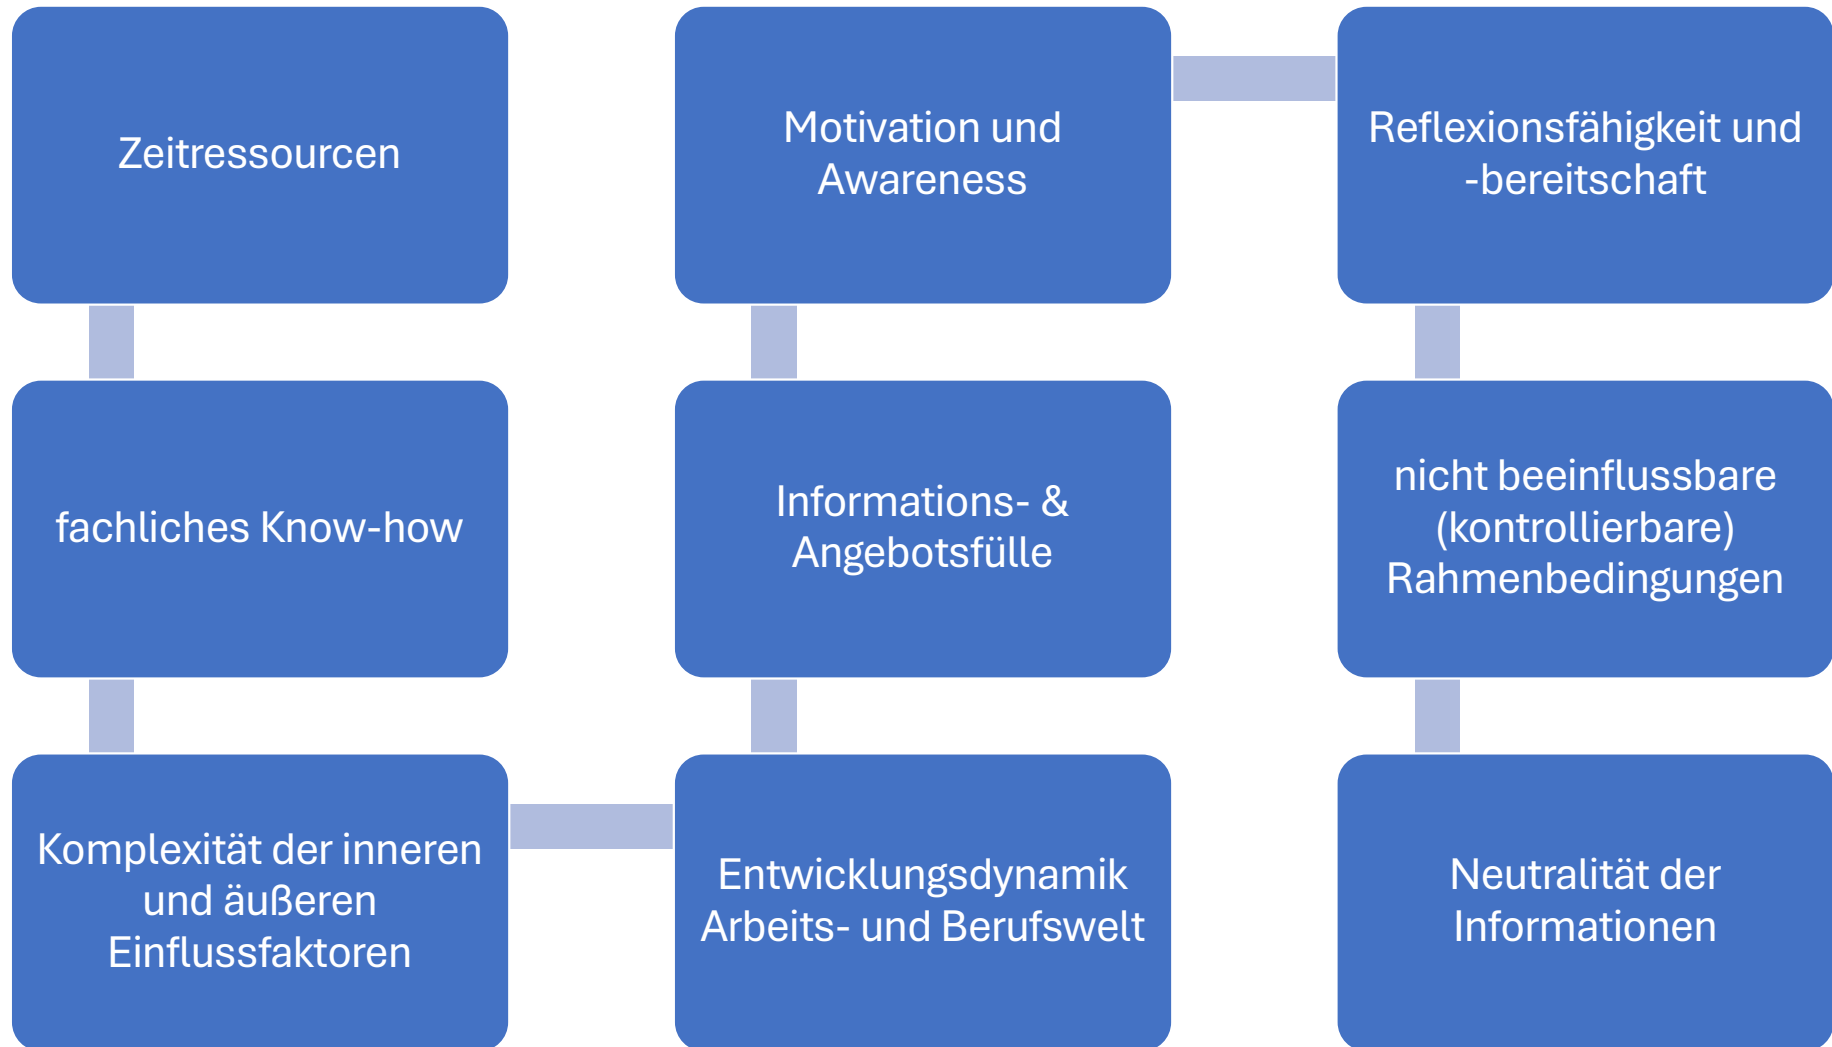 Zeitressourcen
fachliches Know-how
Komplexität der inneren
und äußeren
Einflussfaktoren
Entwicklungsdynamik
Arbeits- und Berufswelt
Informations- &
Angebotsfülle
Motivation und
Awareness
Reflexionsfähigkeit und
-bereitschaft
nicht beeinflussbare
(kontrollierbare)
Rahmenbedingungen
Neutralität der
Informationen